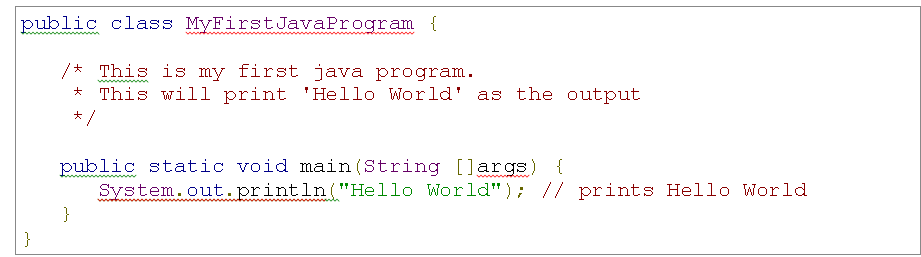 public class MyFirstJavaProgram {
/* This is my first java program.
* This will print 'Hello World' as the output
*/
public static void main(String []args) {
System.out.println("Hello World"); // prints Hello World
}
}